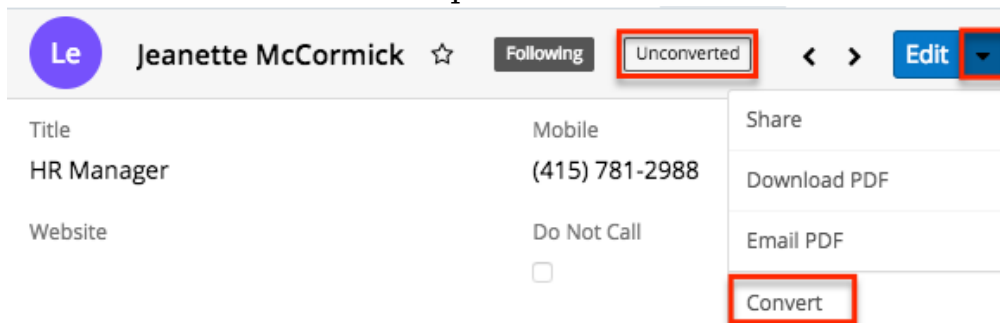 Le Jeanette McCormick Following Unconverted Edit
Title Mobile Share
HR Manager (415) 781-2988 Download PDF
Website Do Not Call Email PDF
Convert